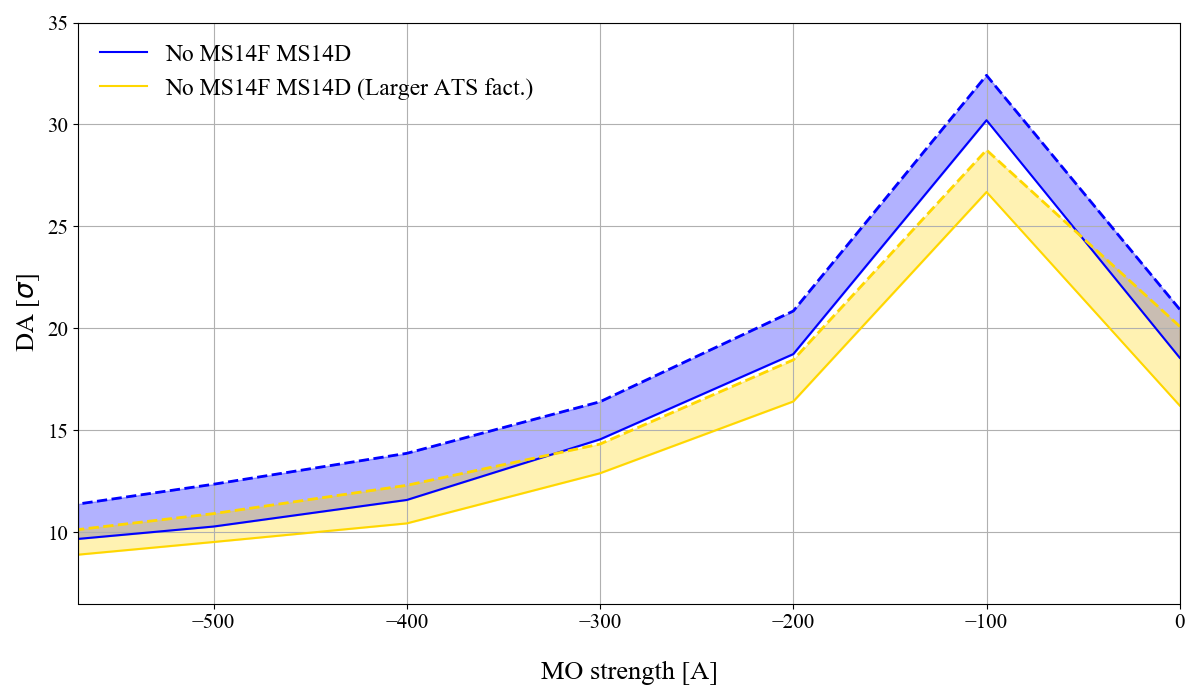 35
30
25
20
15
10
DA [σ]
No MS14F MS14D
No MS14F MS14D (Larger ATS fact.)
−500 −400 −300 −200 −100 0
MO strength [A]